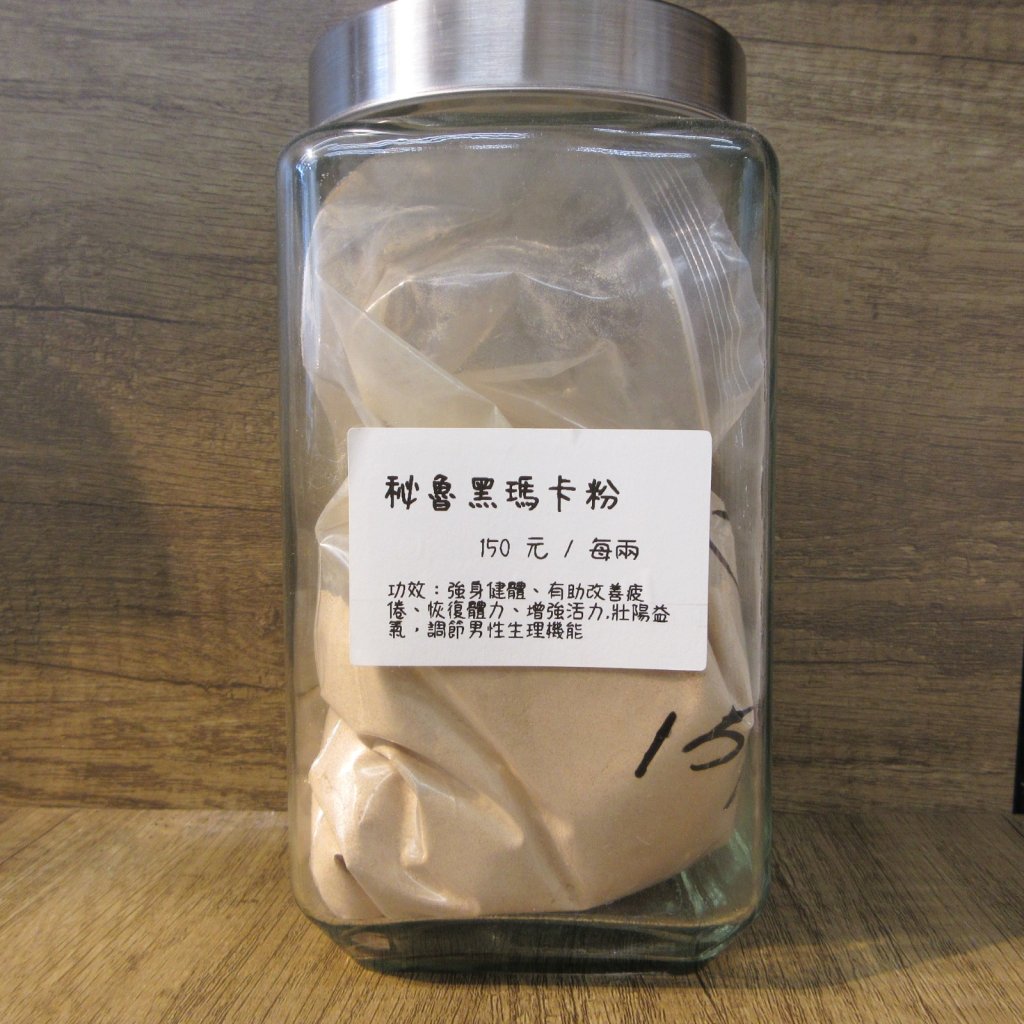 秘魯黑瑪卡粉
150 元 / 每兩
功效：強身健體、有助改善疲
倦、恢復體力、增強活力.壯陽益
氣，調節男性生理機能
15